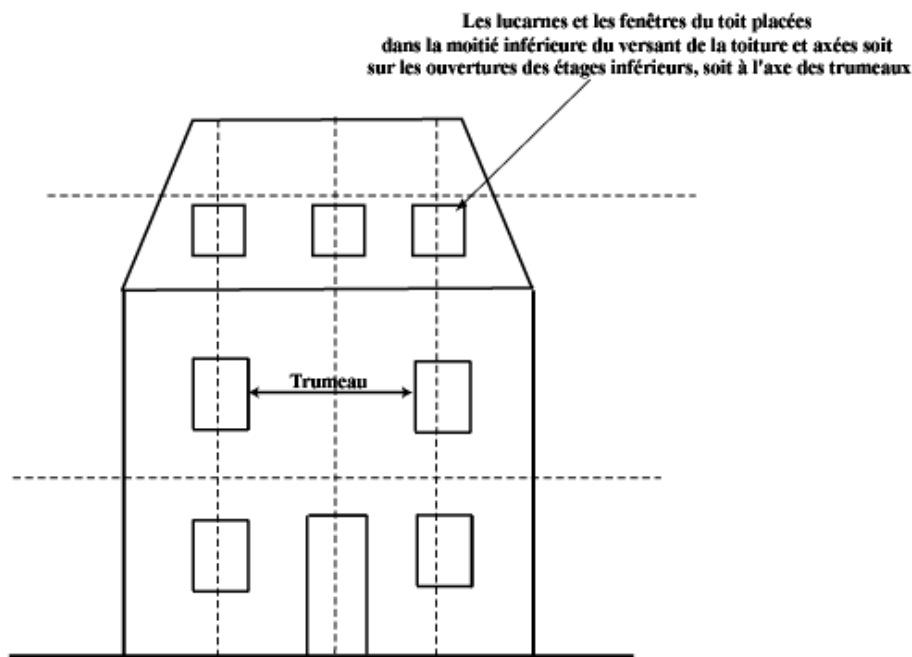 Les lucarnes et les fenêtres du toit placées
dans la moitié inférieure du versant de la toiture et axées soit
sur les ouvertures des étages inférieurs, soit à l'axe des trumeaux
Trumeau